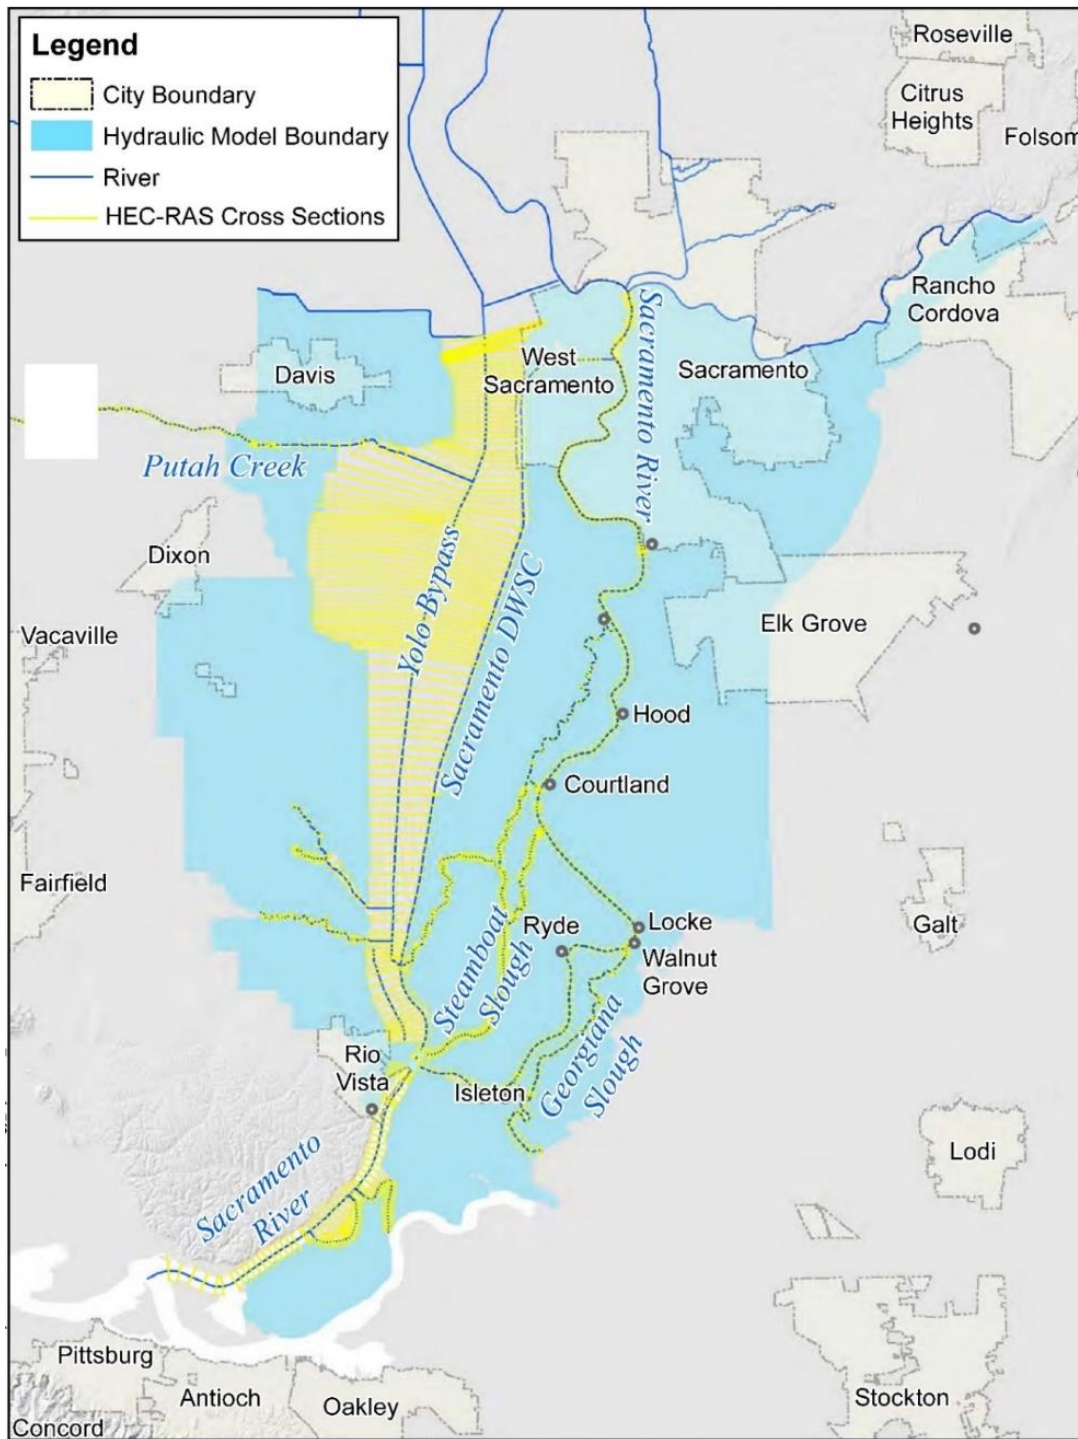 Legend
City Boundary
Hydraulic Model Boundary
River
HEC-RAS Cross Sections
Roseville
Citrus
Heights
Folsom
Rancho
Cordova
Sacramento River
West
Sacramento
Sacramento
Davis
Putah Creek
Dixon
Yolo Bypass
Sacramento DWSC
Vacaville
Elk Grove
Hood
Courtland
Fairfield
Galt
Locke
Ryde
Walnut
Grove
Steamboat
Slough
Georgiana
Slough
Rio
Vista
Isleton
Lodi
Sacramento
River
Pittsburg
Antioch
Oakley
Stockton
Concord